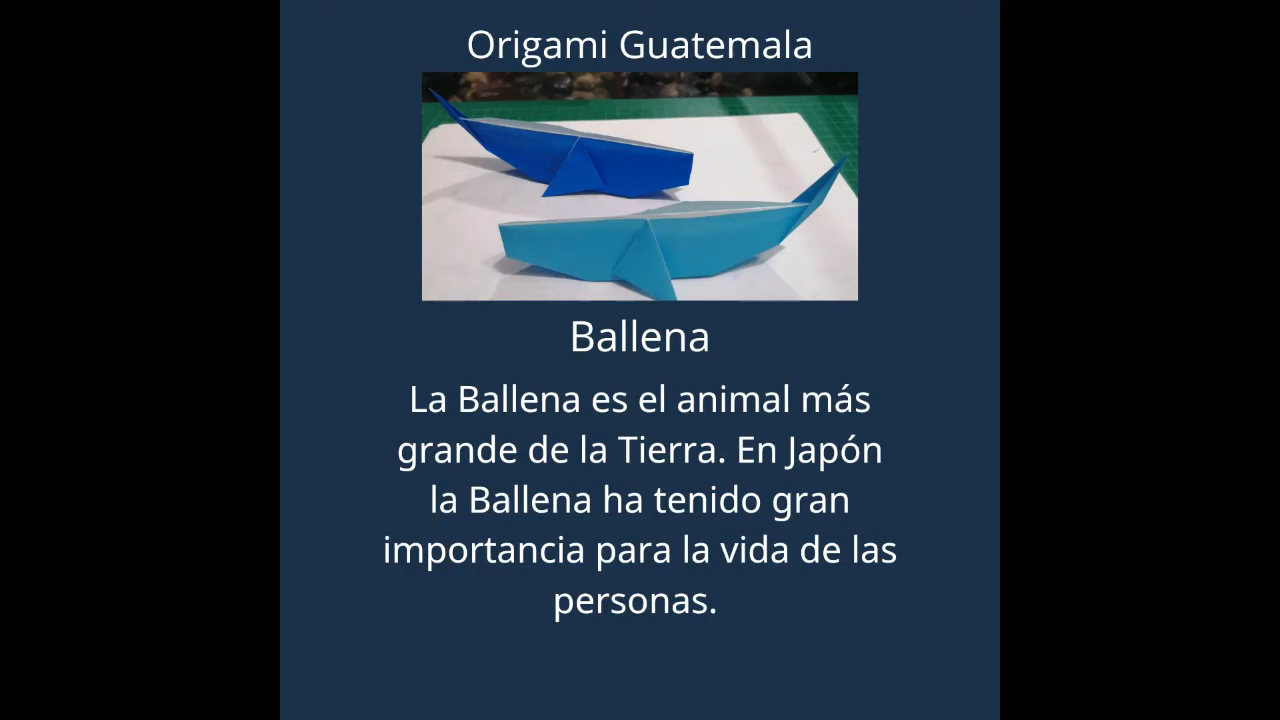 Origami Guatemala
Ballena
La Ballena es el animal más
grande de la Tierra. En Japón
la Ballena ha tenido gran
importancia para la vida de las
personas.